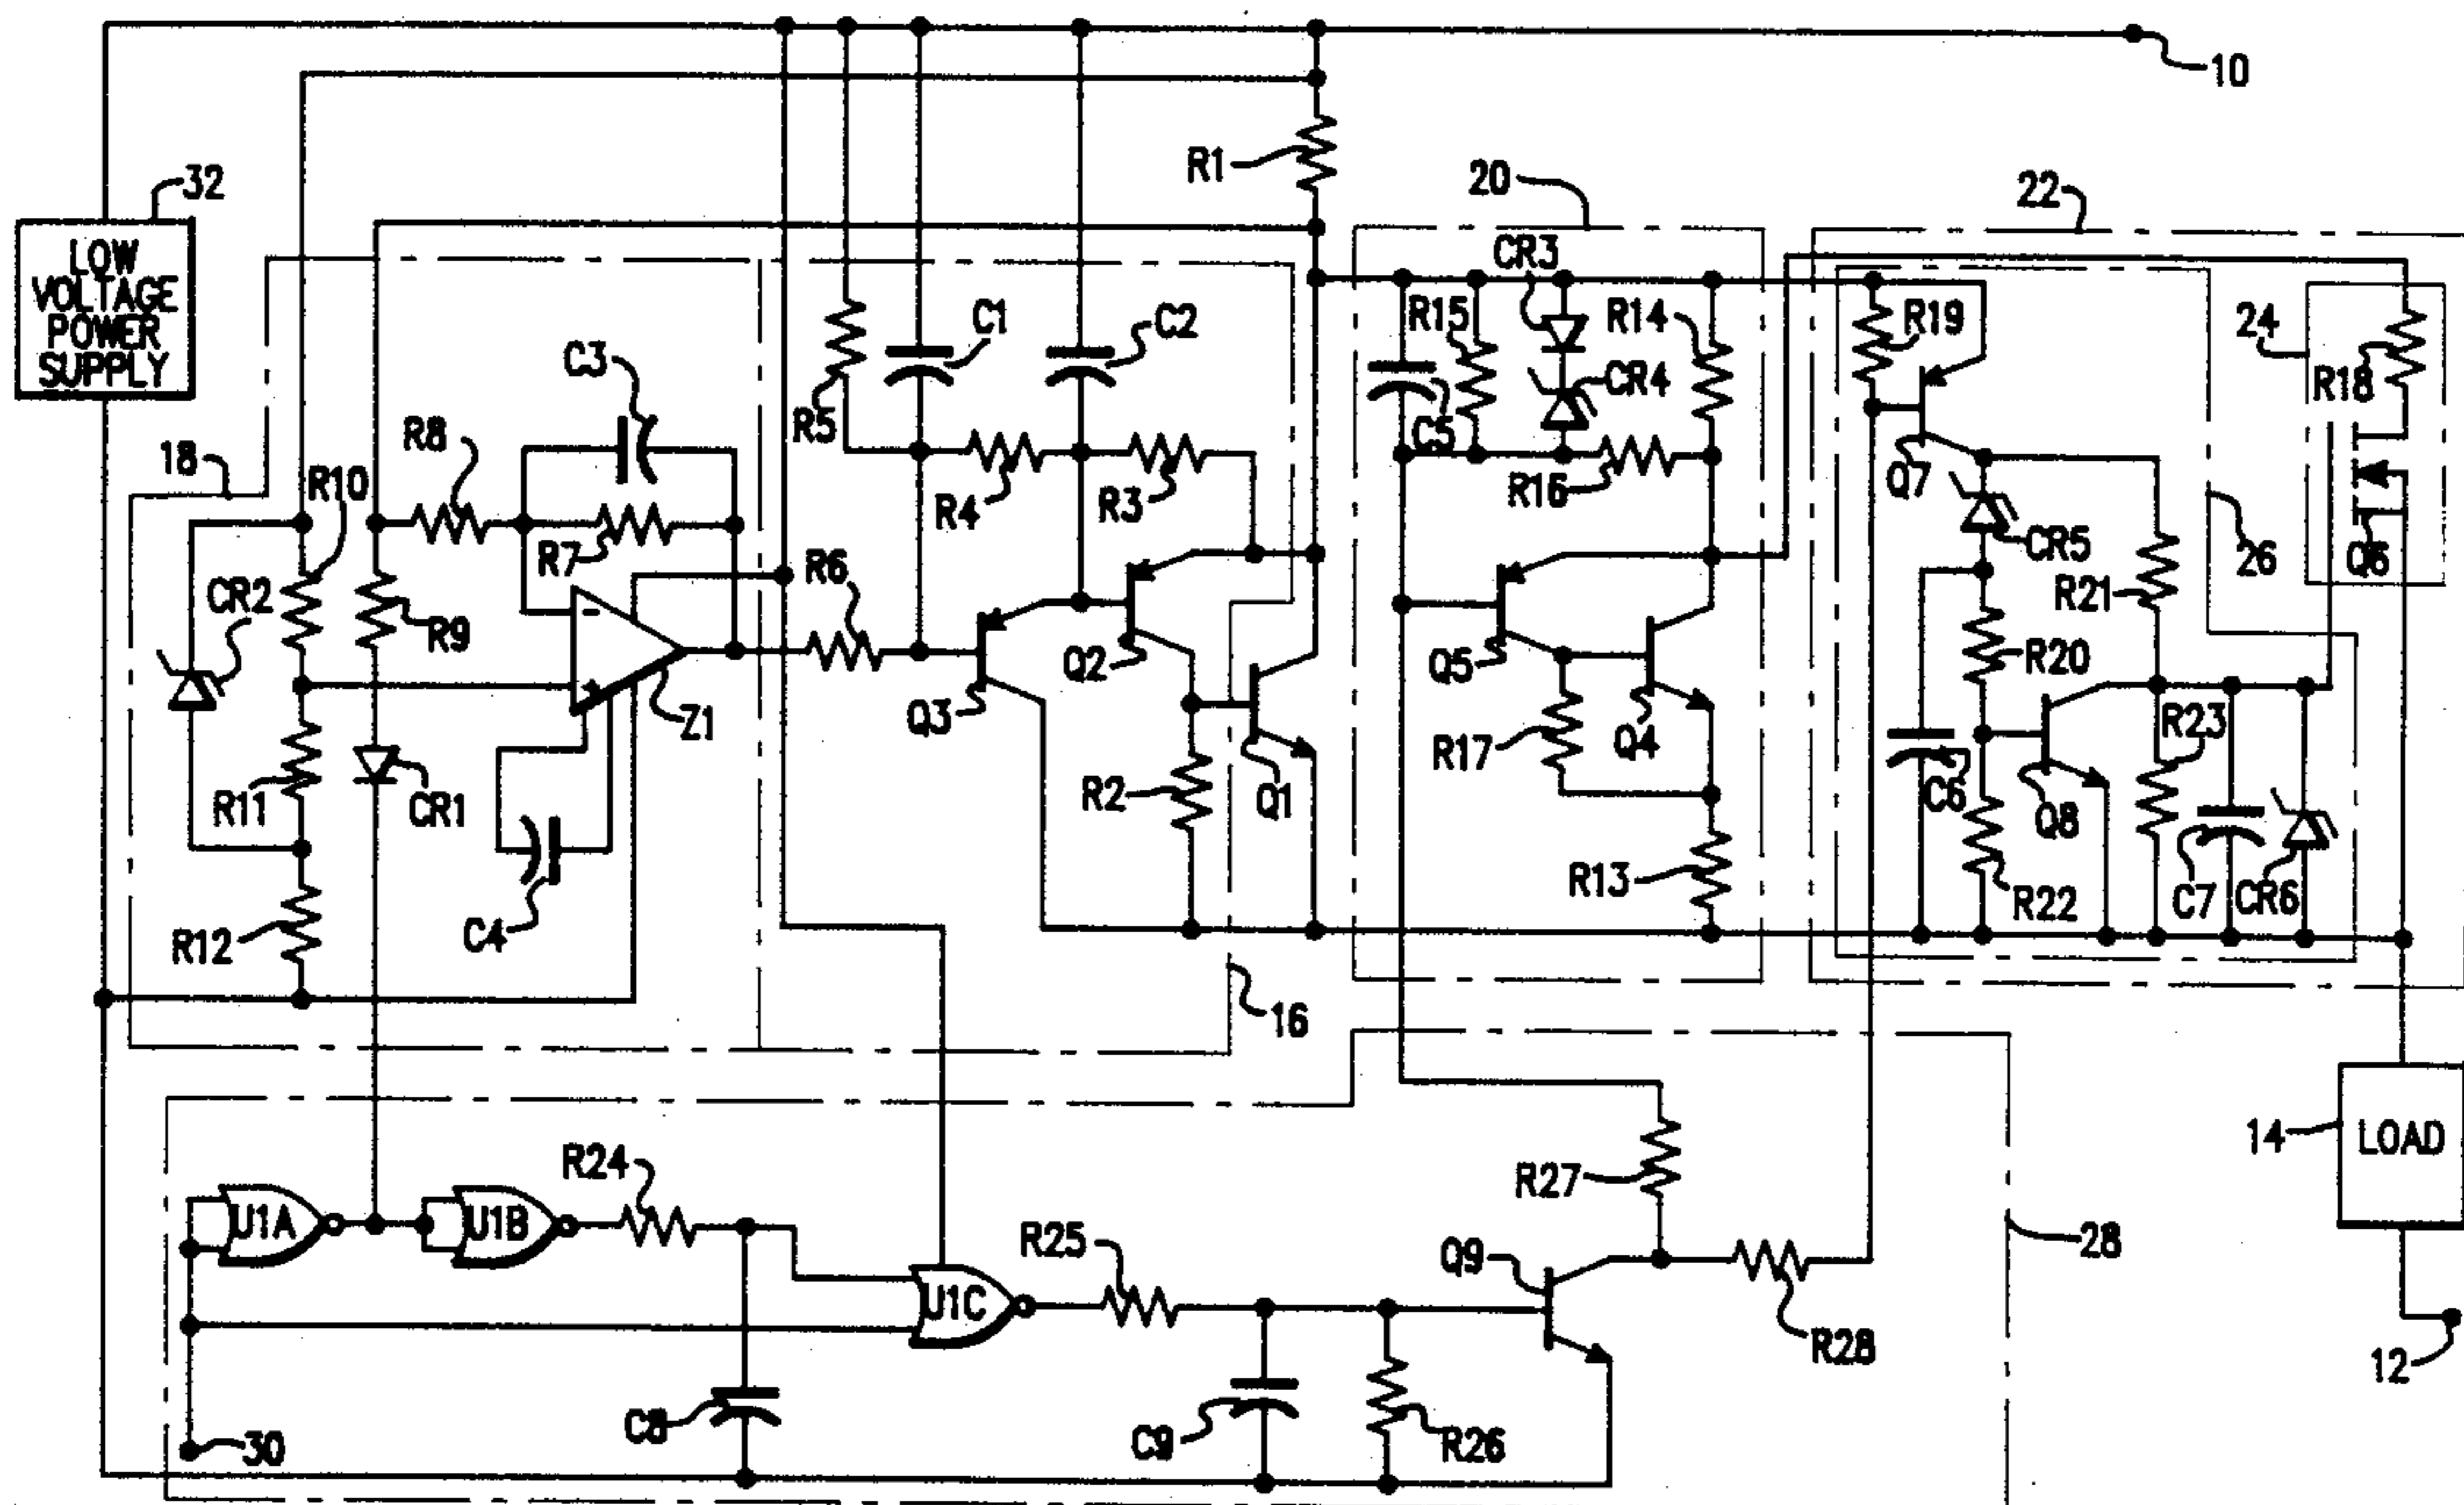 10
R1
32
20
22
LOW
VOLTAGE
POWER
SUPPLY
CR3
R15
R14
R19
24
C1
C2
C3
R5
C5
CR4
R18
18
R8
R10
R4
R3
R16
Q7
CR5
26
Q6
R7
R6
CR2
R9
-
+
Z1
Q3
Q2
Q5
R21
R20
R17
Q4
R23
R11
CR1
R2
Q1
C6
Q8
R12
C4
R13
R22
C7
CR6
16
14
LOAD
R24
R27
28
U1A
U1B
R25
Q9
U1C
R28
12
30
C8
C9
R26